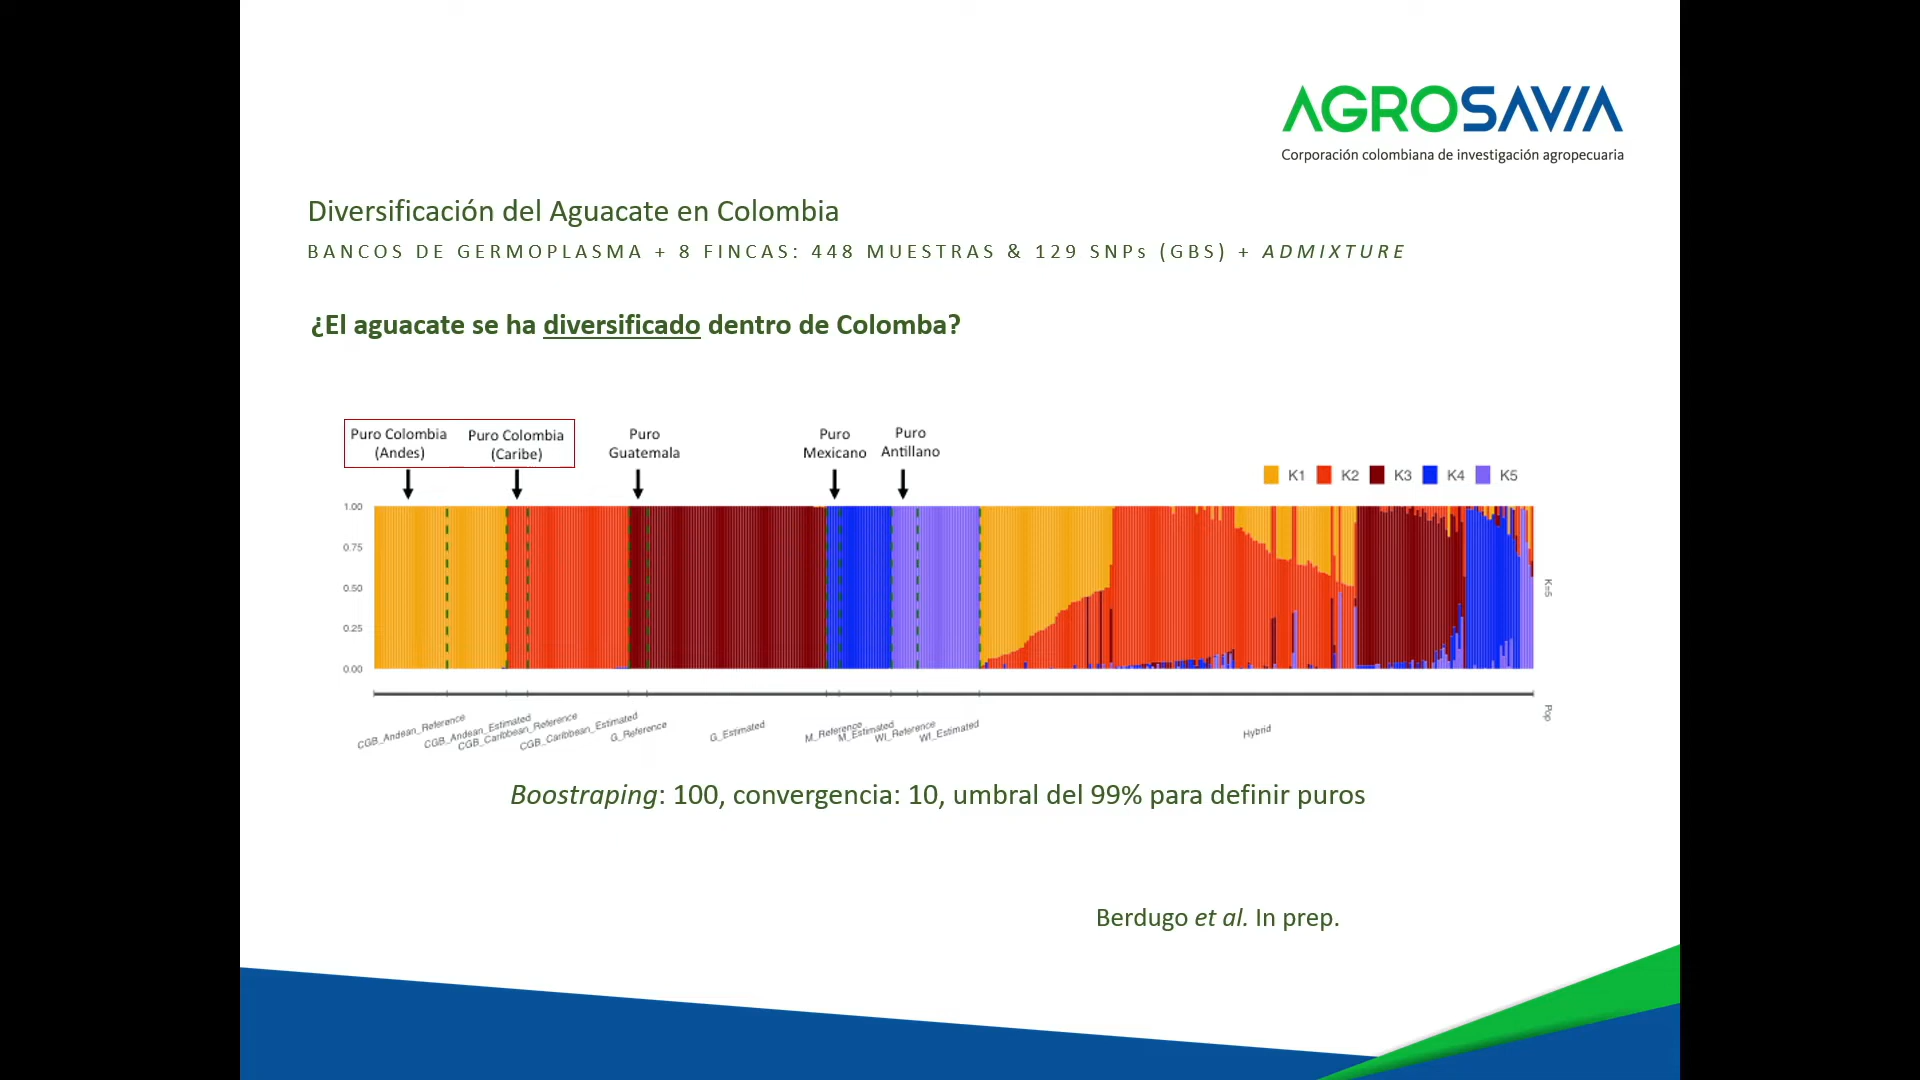 AGROSAVIA
Corporación colombiana de investigación agropecuaria
Diversificación del Aguacate en Colombia
BANCOS DE GERMOPLASMA + 8 FINCAS: 448 MUESTRAS & 129 SNPs (GBS) + ADMIXTURE
¿El aguacate se ha diversificado dentro de Colomba?
Puro Colombia (Andes)
Puro Colombia (Caribe)
Puro Guatemala
Puro Mexicano
Puro Antillano
K1 K2 K3 K4 K5
1.00
0.75
0.50
0.25
0.00
K=5
Pop
CGB_Andean_Reference
CGB_Andean_Estimated
CGB_Caribbean_Reference
CGB_Caribbean_Estimated
G_Reference
G_Estimated
M_Reference
M_Estimated
WI_Reference
WI_Estimated
Hybrid
Boostraping: 100, convergencia: 10, umbral del 99% para definir puros
Berdugo et al. In prep.